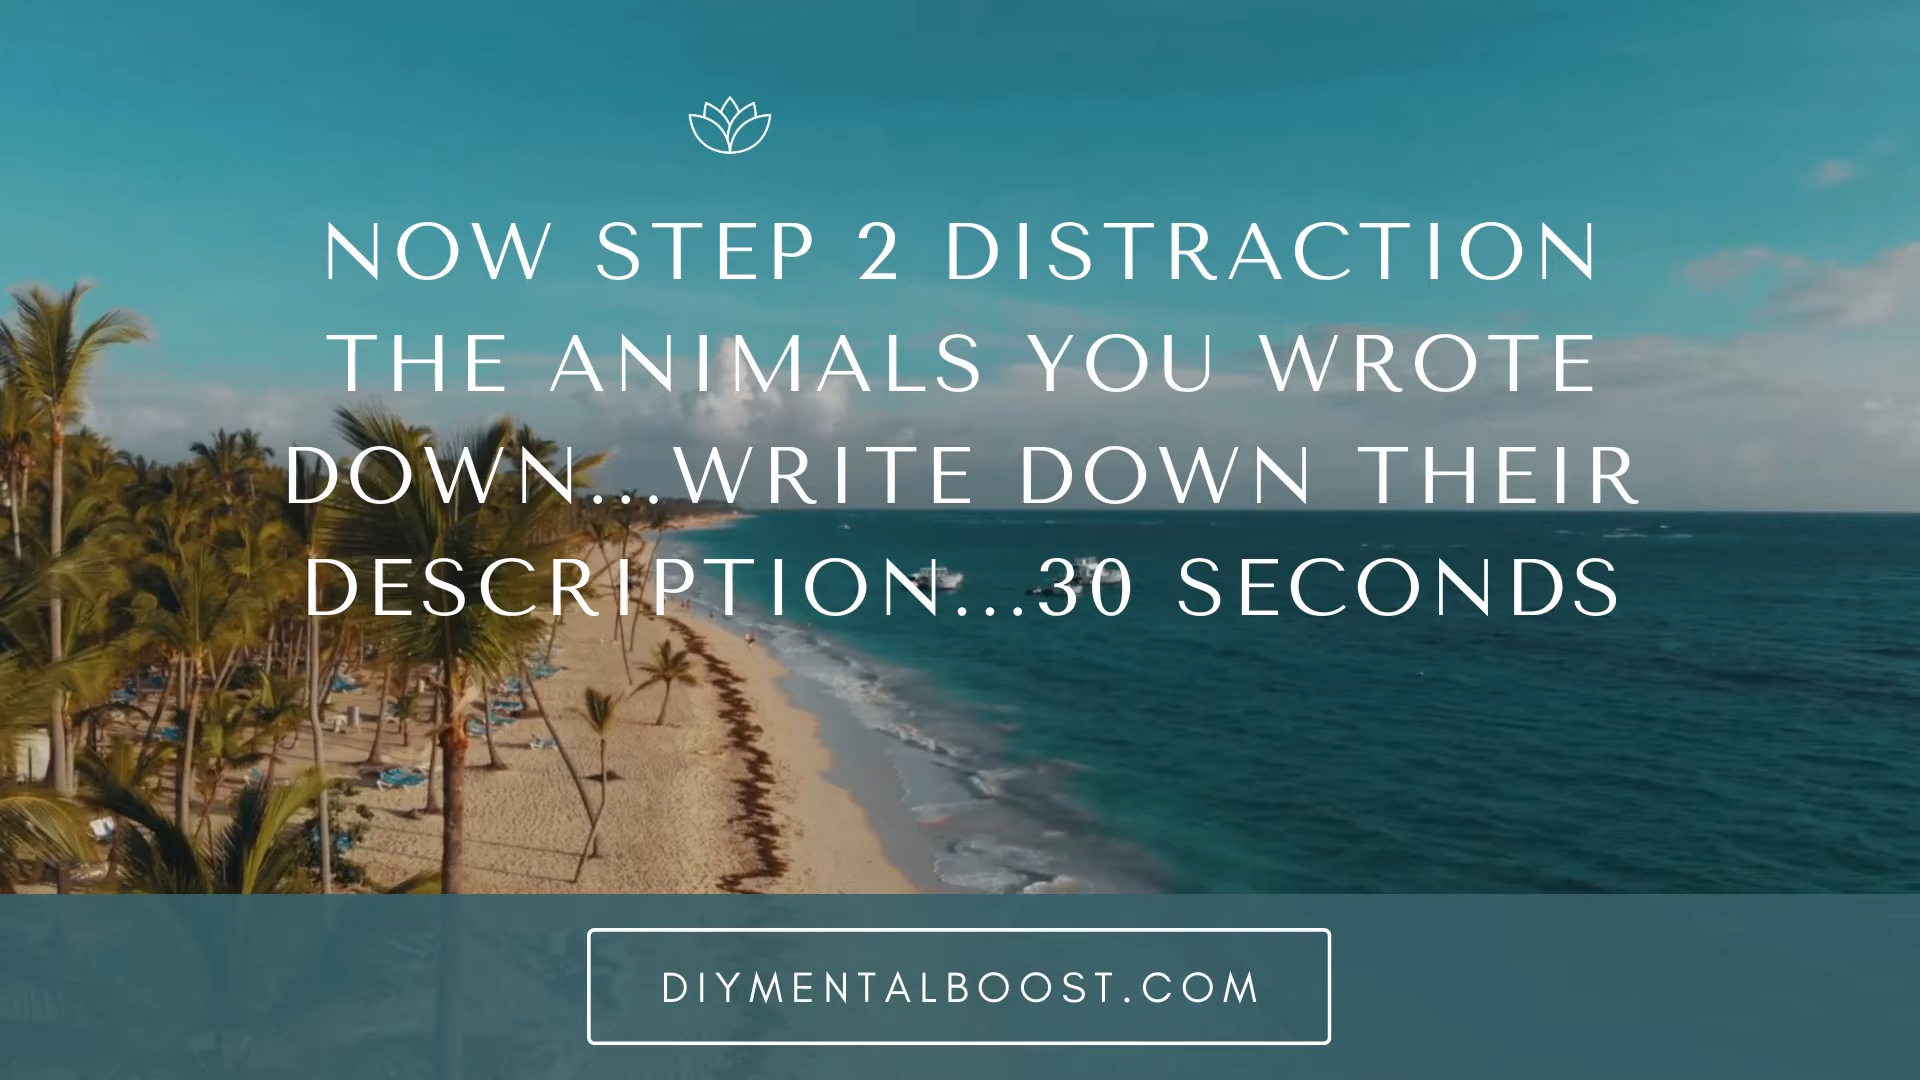 NOW STEP 2 DISTRACTION
THE ANIMALS YOU WROTE
DOWN...WRITE DOWN THEIR
DESCRIPTION...30 SECONDS
DIYMENTALBOOST.COM